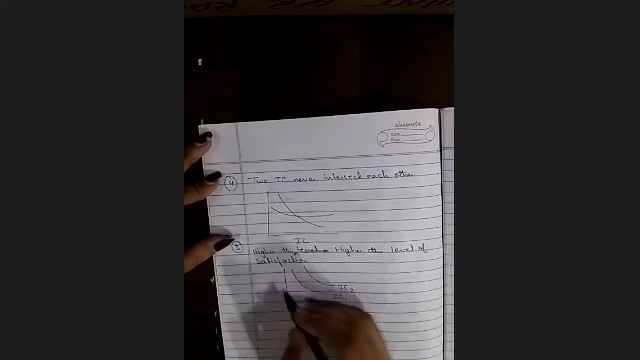 classmate
Date
Page
4 Two IC never intersect each other
IC
5 Higher the level Higher the level of
satisfaction
IC2
IC1